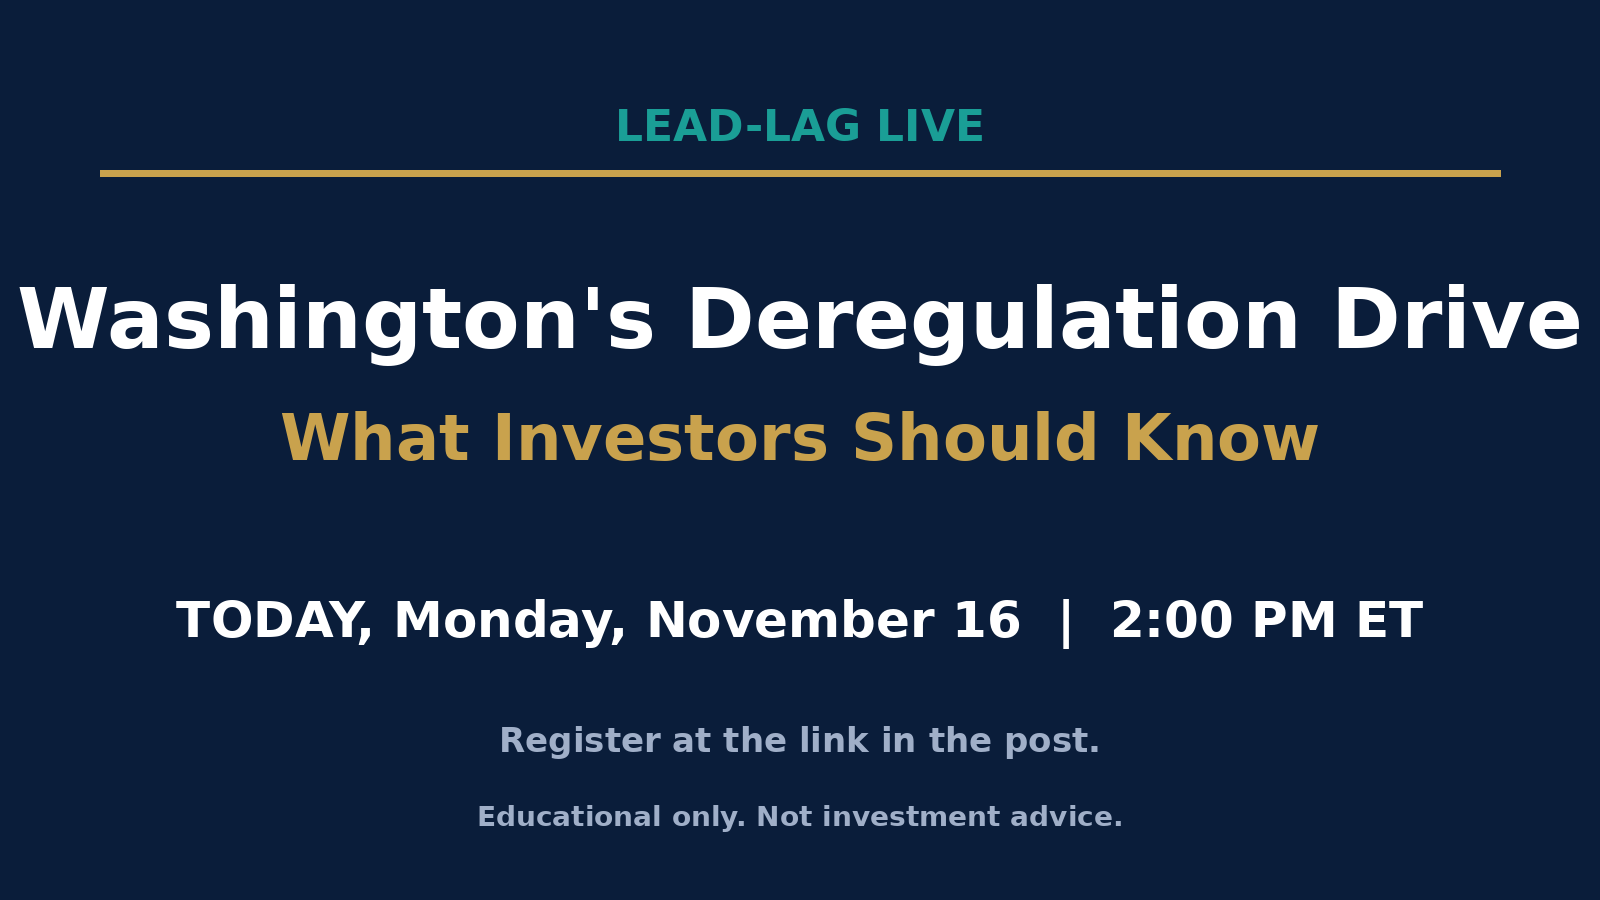 LEAD-LAG LIVE
Washington's Deregulation Drive
What Investors Should Know
TODAY, Monday, November 16 | 2:00 PM ET
Register at the link in the post.
Educational only. Not investment advice.